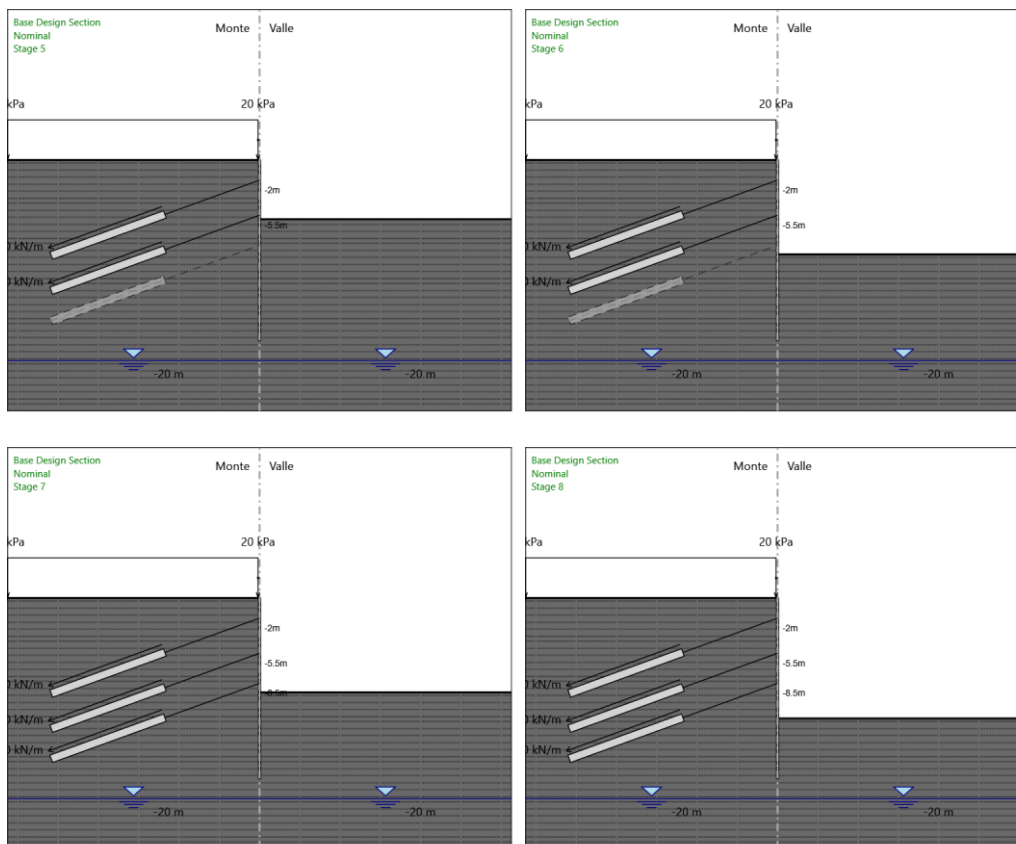 Base Design Section
Nominal
Stage 5
Monte Valle
kPa
20 kPa
-2m
-5.5m
kN/m
kN/m
-20 m
-20 m
Base Design Section
Nominal
Stage 6
Monte Valle
kPa
20 kPa
-2m
-5.5m
kN/m
kN/m
-20 m
-20 m
Base Design Section
Nominal
Stage 7
Monte Valle
kPa
20 kPa
-2m
-5.5m
-8.5m
kN/m
kN/m
kN/m
-20 m
-20 m
Base Design Section
Nominal
Stage 8
Monte Valle
kPa
20 kPa
-2m
-5.5m
-8.5m
kN/m
kN/m
kN/m
-20 m
-20 m